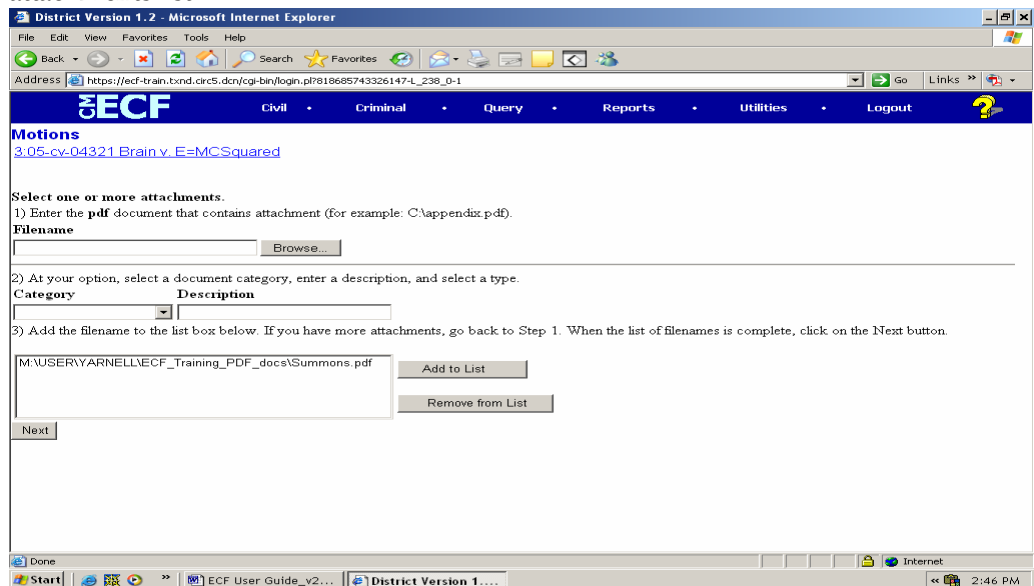 District Version 1.2 - Microsoft Internet Explorer
File Edit View Favorites Tools Help
Back Search Favorites
Address https://ecf-train.txnd.circ5.dcn/cgi-bin/login.pl?818685743326147-L_238_0-1 Go Links »
CM ECF Civil • Criminal • Query • Reports • Utilities • Logout ?
Motions
3:05-cv-04321 Brain v. E=MCSquared
Select one or more attachments.
1) Enter the pdf document that contains attachment (for example: C:\appendix.pdf).
Filename
Browse...
2) At your option, select a document category, enter a description, and select a type.
Category Description
3) Add the filename to the list box below. If you have more attachments, go back to Step 1. When the list of filenames is complete, click on the Next button.
M:\USER\YARNELL\ECF_Training_PDF_docs\Summons.pdf
Add to List
Remove from List
Next
Done Internet
Start » ECF User Guide_v2... District Version 1.... « 2:46 PM